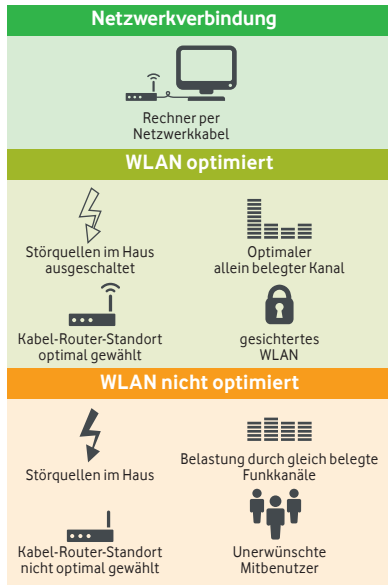 Netzwerkverbindung
Rechner per
Netzwerkkabel
WLAN optimiert
Störquellen im Haus
ausgeschaltet
Optimaler
allein belegter Kanal
Kabel-Router-Standort
optimal gewählt
gesichertes
WLAN
WLAN nicht optimiert
Störquellen im Haus
Belastung durch gleich belegte
Funkkanäle
Kabel-Router-Standort
nicht optimal gewählt
Unerwünschte
Mitbenutzer